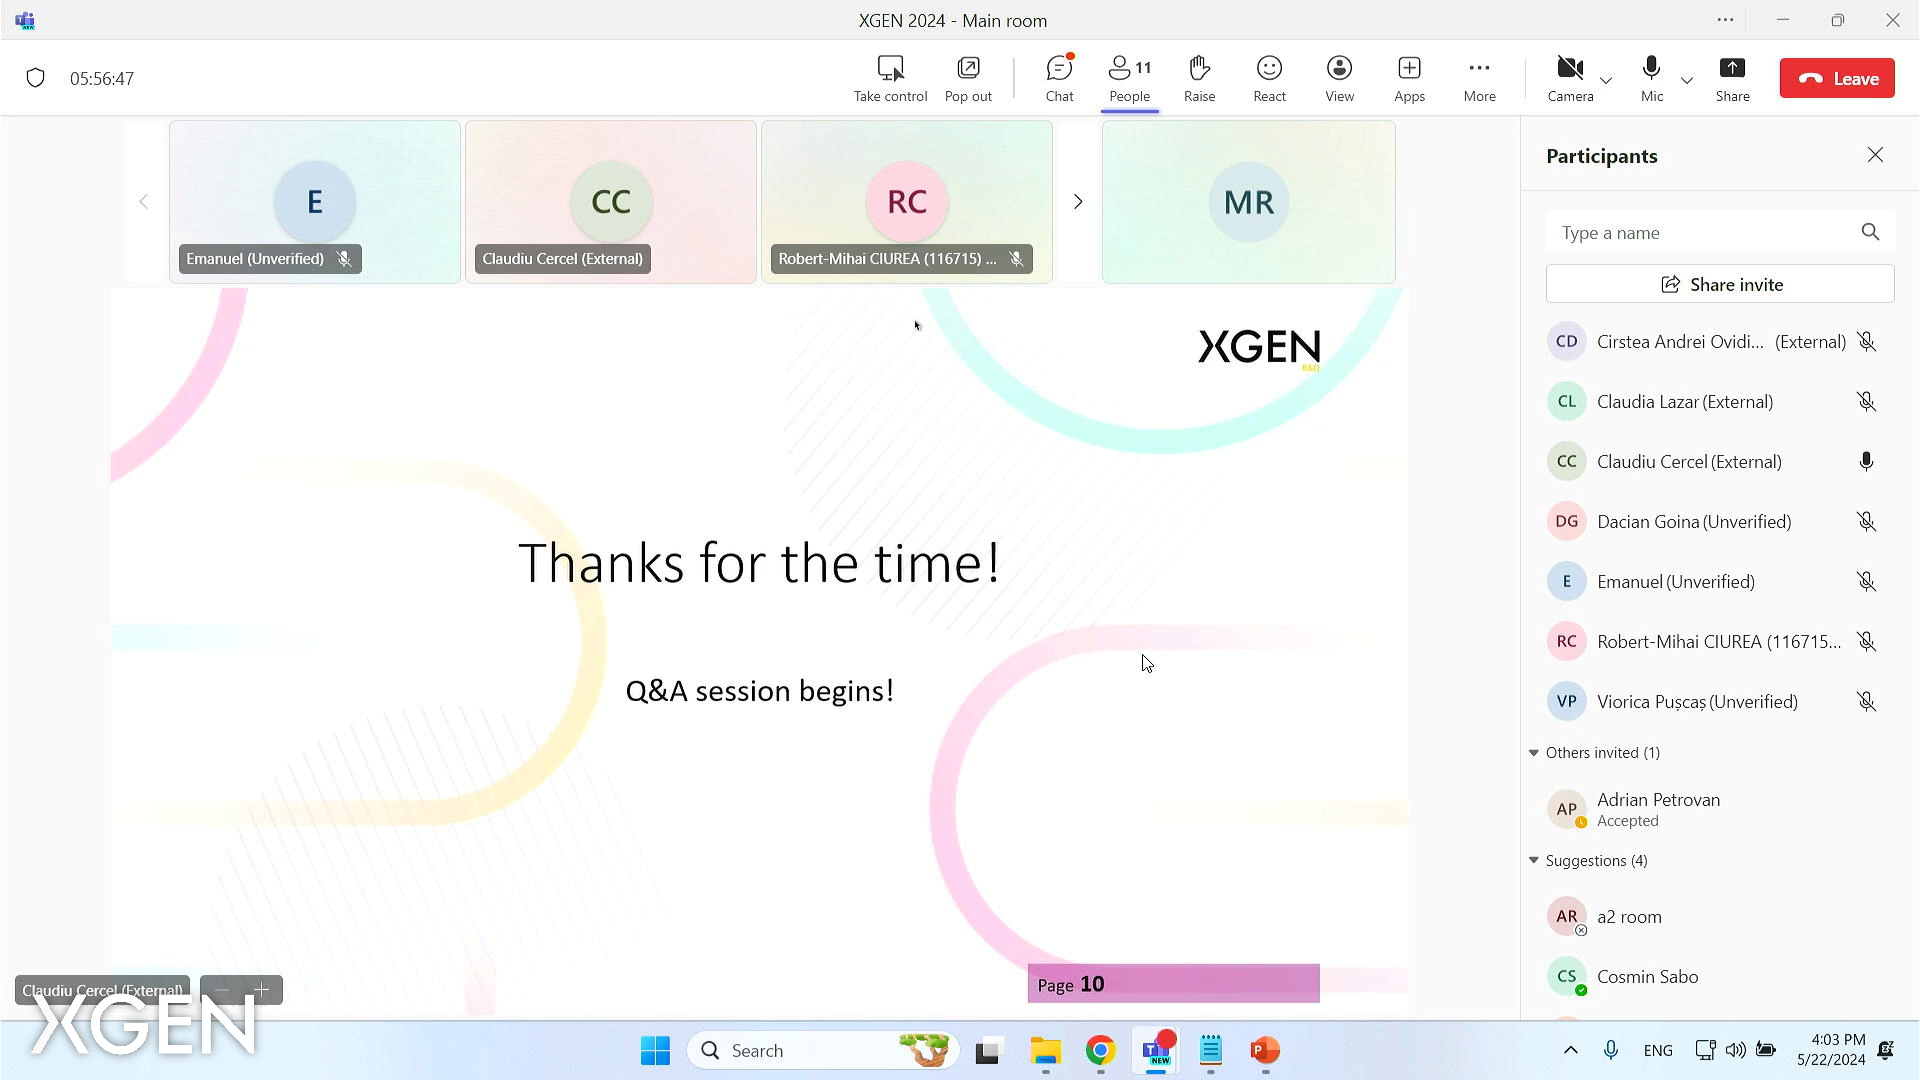 XGEN 2024 - Main room
05:56:47
Take control
Pop out
Chat
People
11
Raise
React
View
Apps
More
Camera
Mic
Share
Leave
E
Emanuel (Unverified)
CC
Claudiu Cercel (External)
RC
Robert-Mihai CIUREA (116715) ...
MR
XGEN
R&D
Thanks for the time!
Q&A session begins!
Page 10
Claudiu Cercel (External)
XGEN
Participants
Type a name
Share invite
CD Cirstea Andrei Ovidi... (External)
CL Claudia Lazar (External)
CC Claudiu Cercel (External)
DG Dacian Goina (Unverified)
E Emanuel (Unverified)
RC Robert-Mihai CIUREA (116715...
VP Viorica Pușcaș (Unverified)
Others invited (1)
AP Adrian Petrovan
Accepted
Suggestions (4)
AR a2 room
CS Cosmin Sabo
Search
NEW
ENG
4:03 PM
5/22/2024